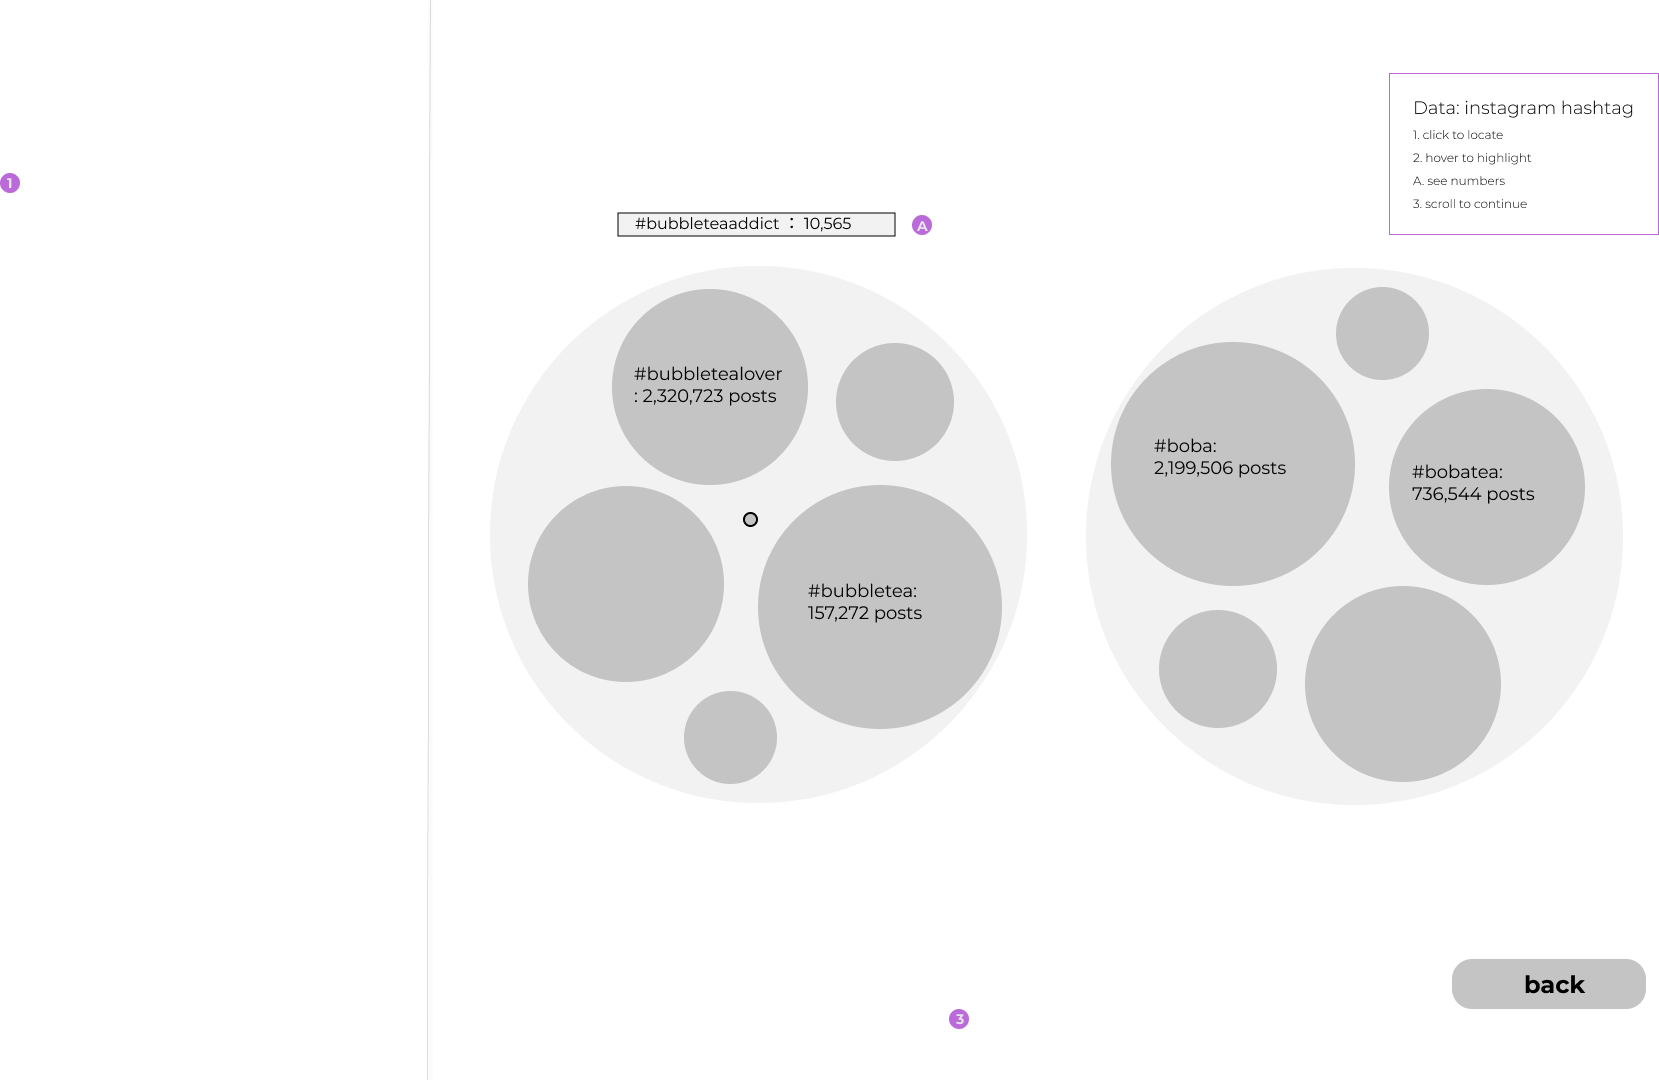 Data: instagram hashtag
1. click to locate
2. hover to highlight
A. see numbers
3. scroll to continue
1
#bubbleteaaddict : 10,565
A
#bubbletealover
: 2,320,723 posts
#boba:
2,199,506 posts
#bobatea:
736,544 posts
#bubbletea:
157,272 posts
back
3